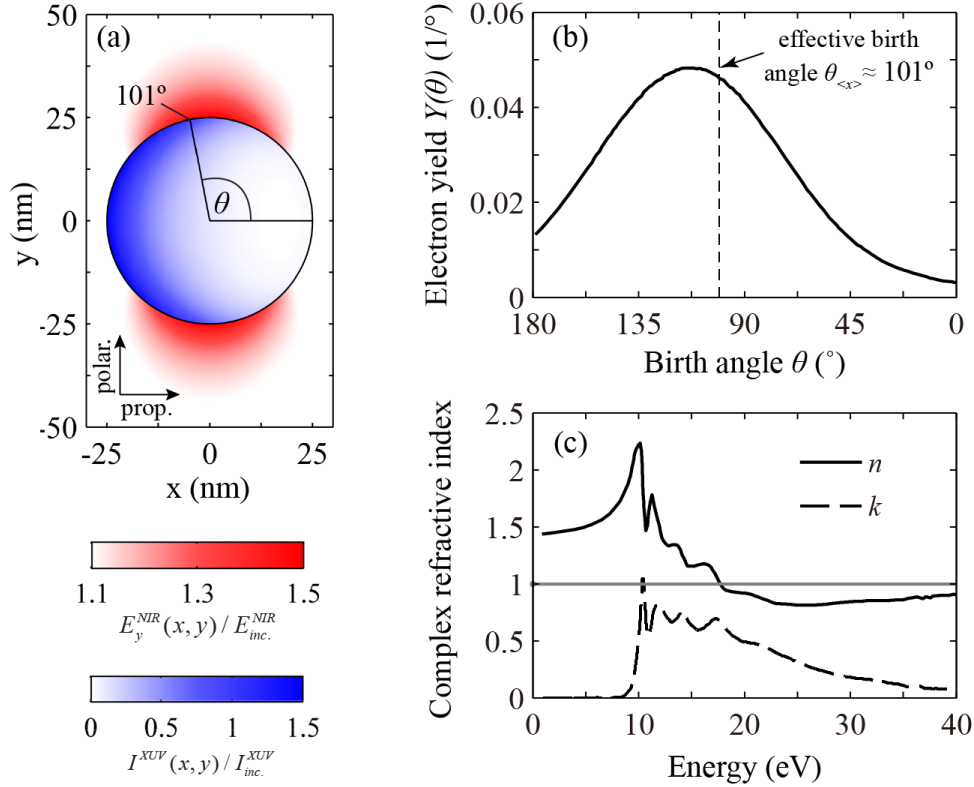 (a)
50
25
0
-25
-50
y (nm)
101º
θ
polar.
prop.
-25
0
25
x (nm)
1.1
1.3
1.5
E_y^NIR (x, y) / E_inc.^NIR
0
0.5
1
1.5
I^XUV (x, y) / I_inc.^XUV
(b)
0.06
0.04
0.02
0
Electron yield Y(θ) (1/°)
effective birth
angle θ<x> ≈ 101º
180
135
90
45
0
Birth angle θ (°)
(c)
2.5
2
1.5
1
0.5
0
Complex refractive index
n
k
0
10
20
30
40
Energy (eV)